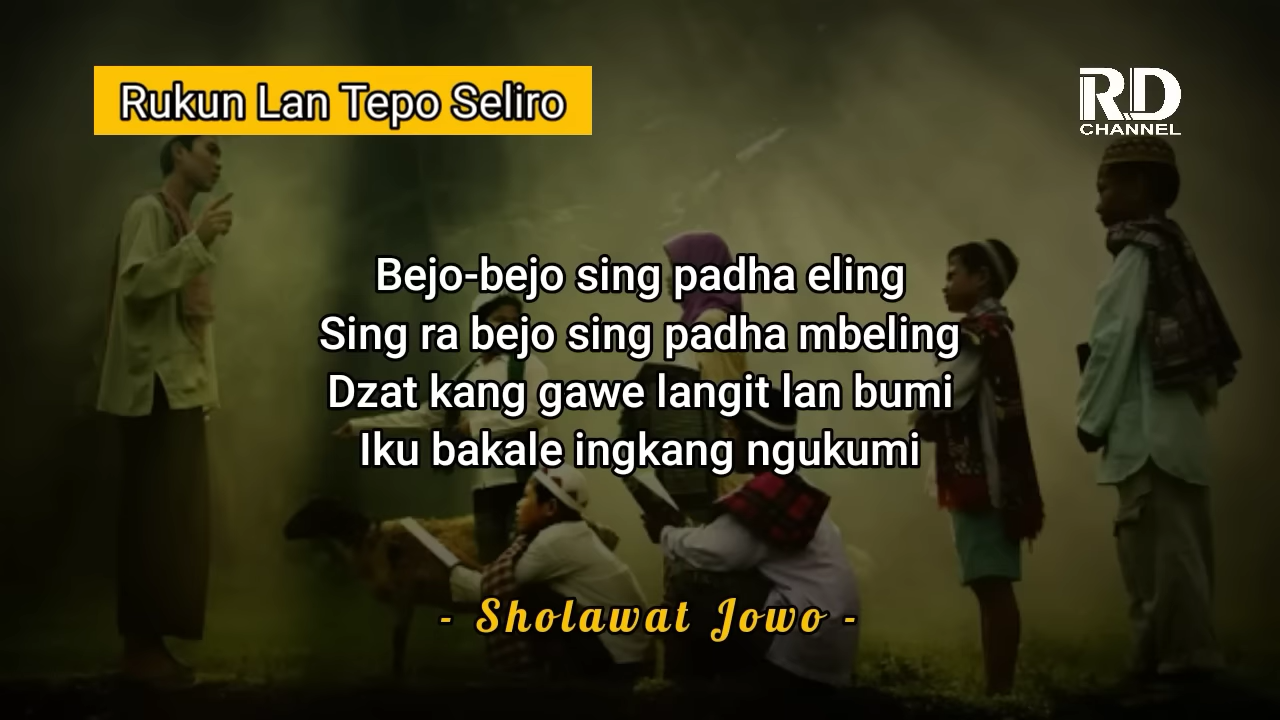 Rukun Lan Tepo Seliro
RD
CHANNEL
Bejo-bejo sing padha eling
Sing ra bejo sing padha mbeling
Dzat kang gawe langit lan bumi
Iku bakale ingkang ngukumi
- Sholawat Jowo -